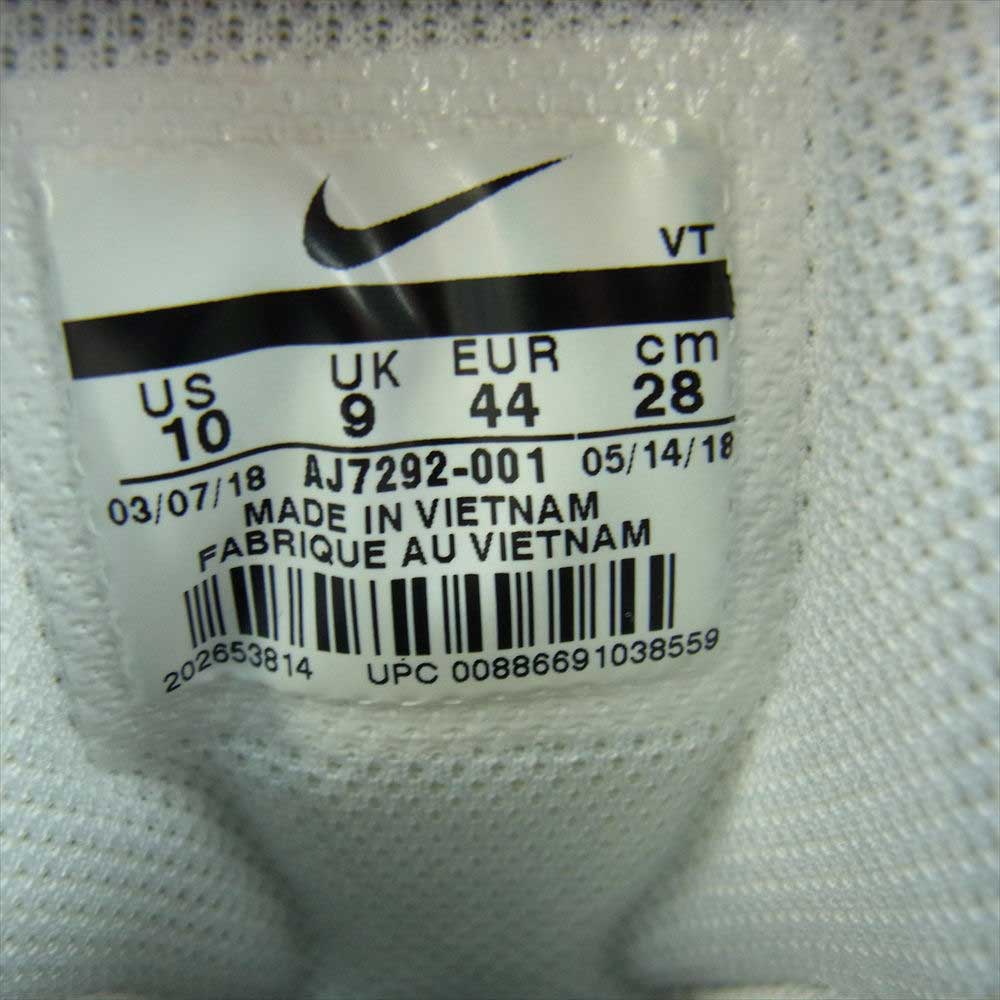 VT
US UK EUR cm
10 9 44 28
03/07/18 AJ7292-001 05/14/18
MADE IN VIETNAM
FABRIQUE AU VIETNAM
202653814 UPC 00886691038559